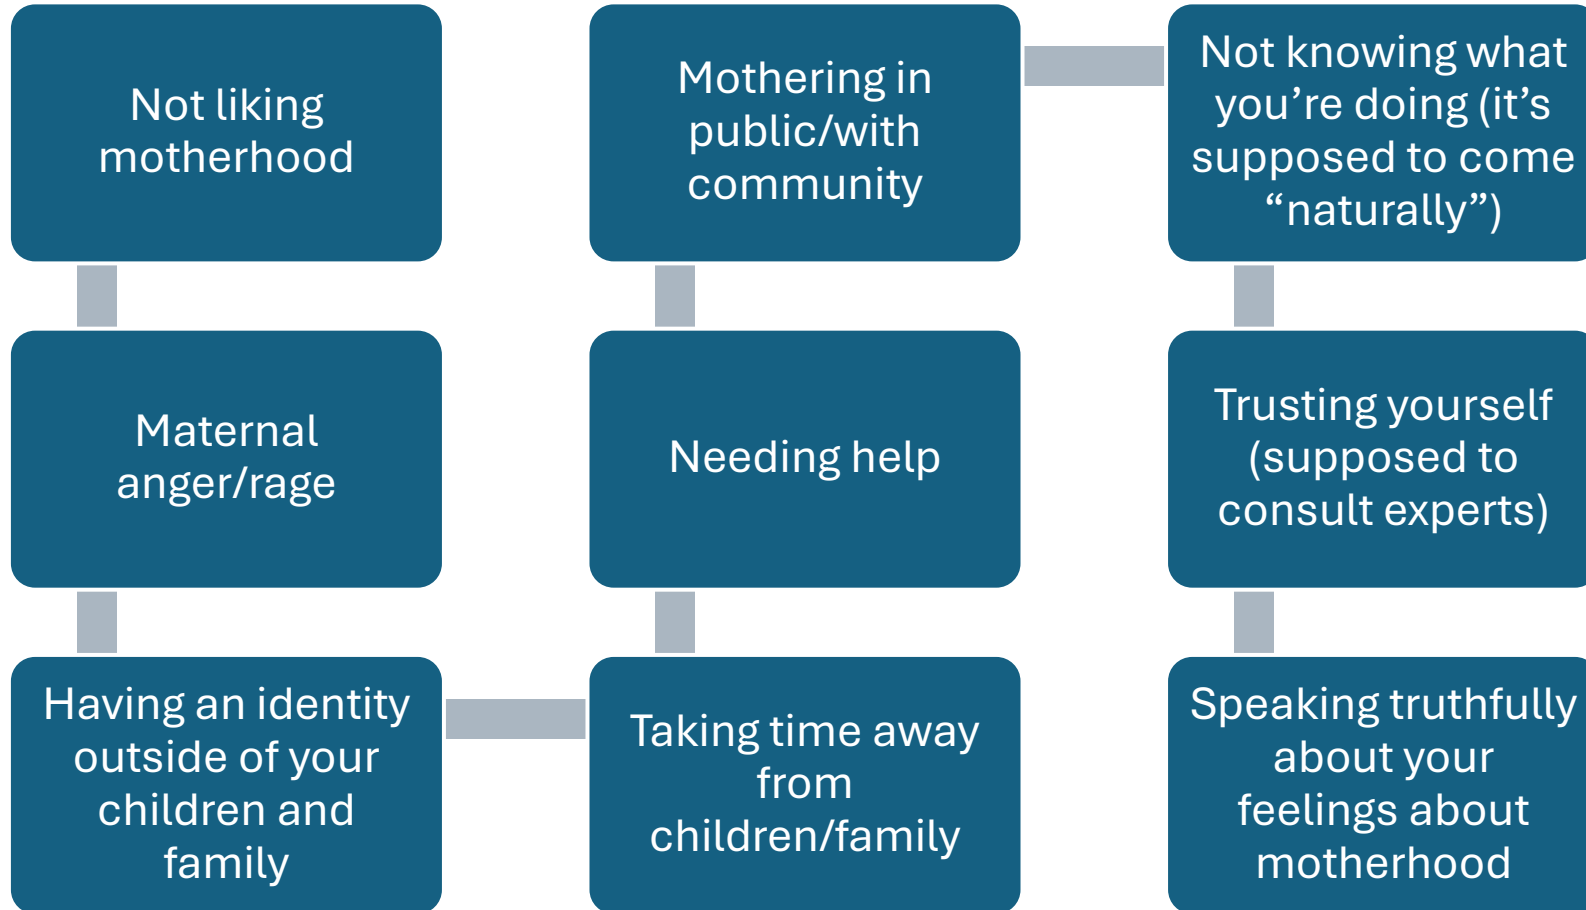 Not liking
motherhood
Maternal
anger/rage
Having an identity
outside of your
children and
family
Taking time away
from
children/family
Needing help
Mothering in
public/with
community
Not knowing what
you’re doing (it’s
supposed to come
“naturally”)
Trusting yourself
(supposed to
consult experts)
Speaking truthfully
about your
feelings about
motherhood